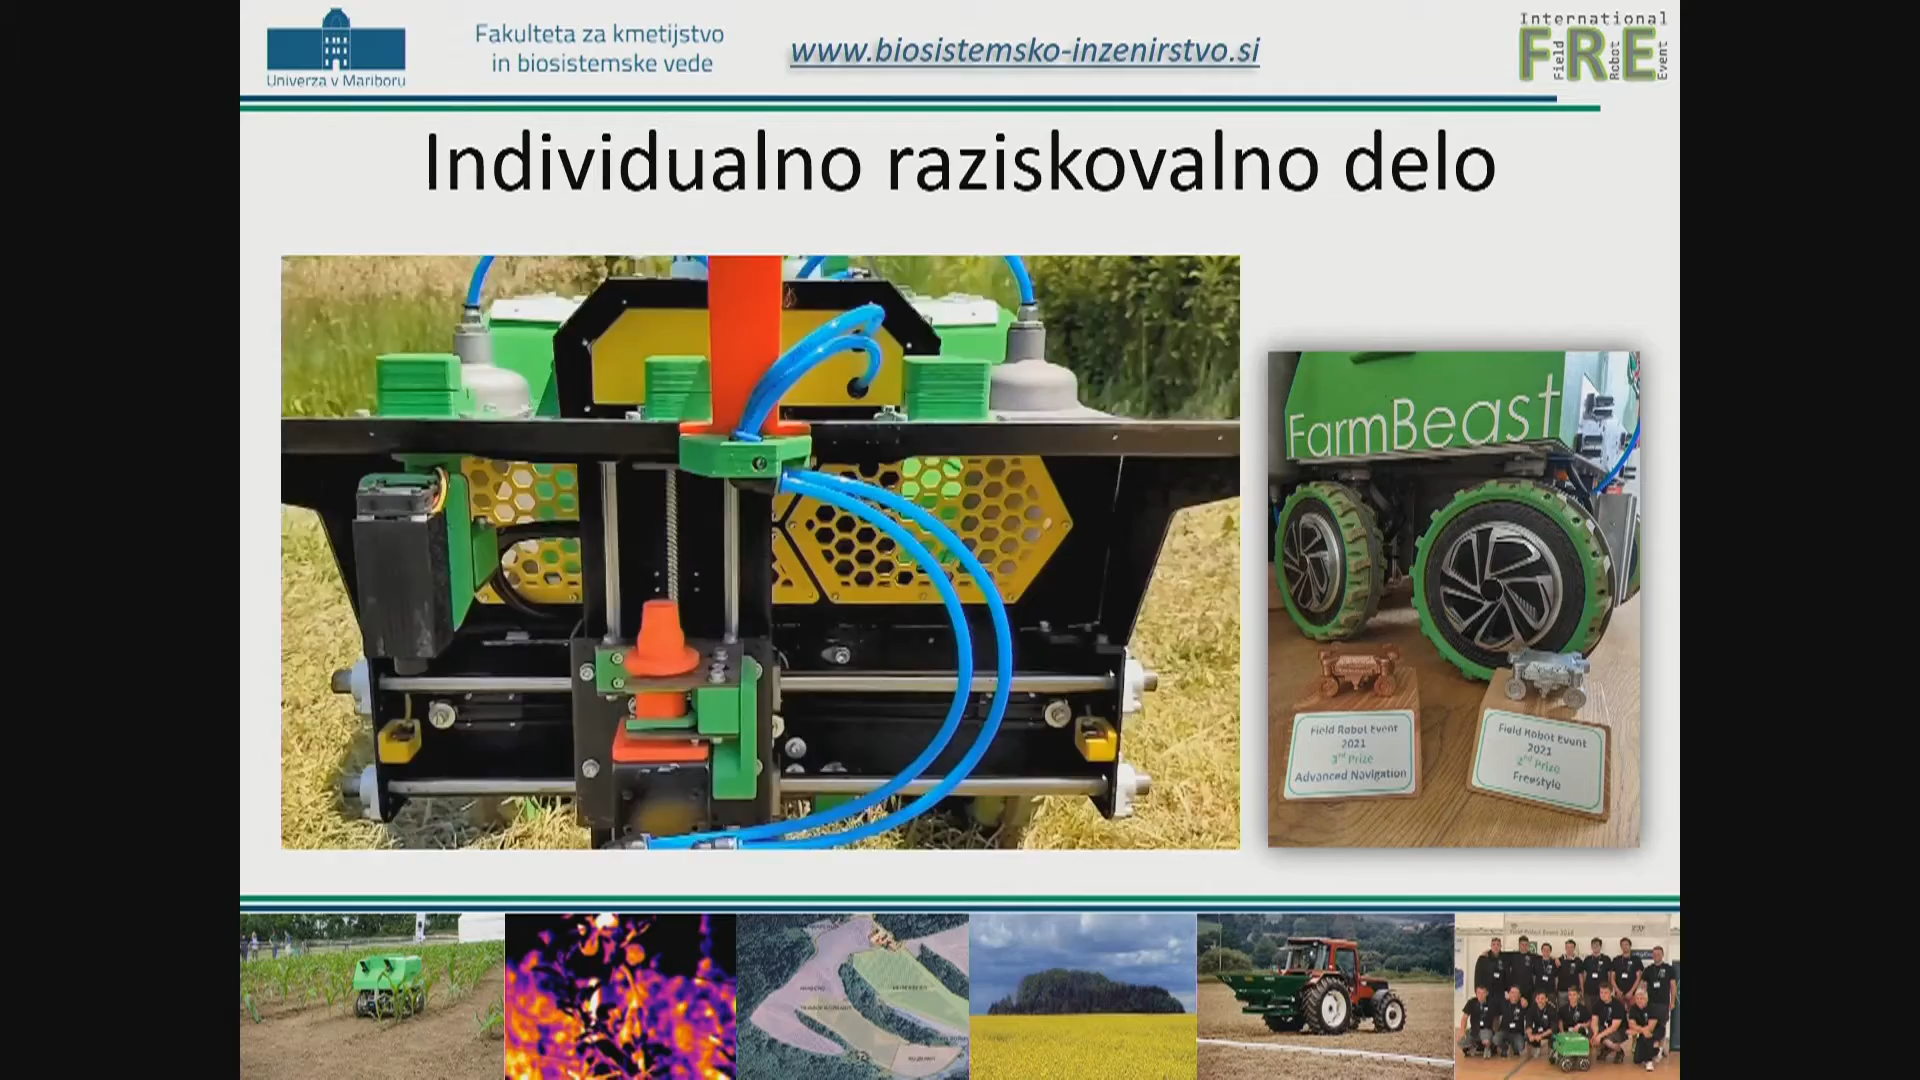 Univerza v Mariboru
Fakulteta za kmetijstvo
in biosistemske vede
www.biosistemsko-inzenirstvo.si
International
FRE
Field
Robot
Event
Individualno raziskovalno delo
FarmBeast
Field Robot Event
2021
3rd Prize
Advanced Navigation
Field Robot Event
2021
2nd Prize
Freestyle